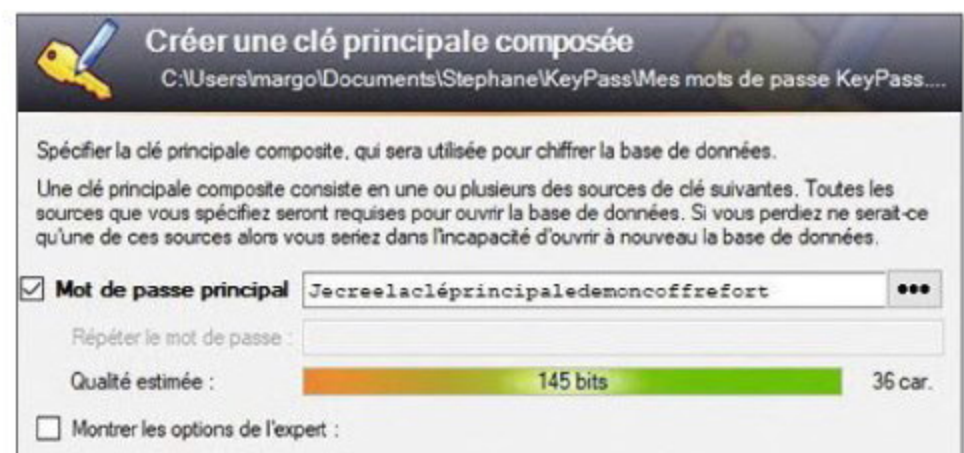 Créer une clé principale composée
C:\Users\margo\Documents\Stephane\KeyPass\Mes mots de passe KeyPass....
Spécifier la clé principale composite, qui sera utilisée pour chiffrer la base de données.
Une clé principale composite consiste en une ou plusieurs des sources de clé suivantes. Toutes les
sources que vous spécifiez seront requises pour ouvrir la base de données. Si vous perdiez ne serait-ce
qu'une de ces sources alors vous seriez dans l'incapacité d'ouvrir à nouveau la base de données.
Mot de passe principal Jecreelacléprincipaledemoncoffrefort
Répéter le mot de passe :
Qualité estimée : 145 bits 36 car.
Montrer les options de l'expert :